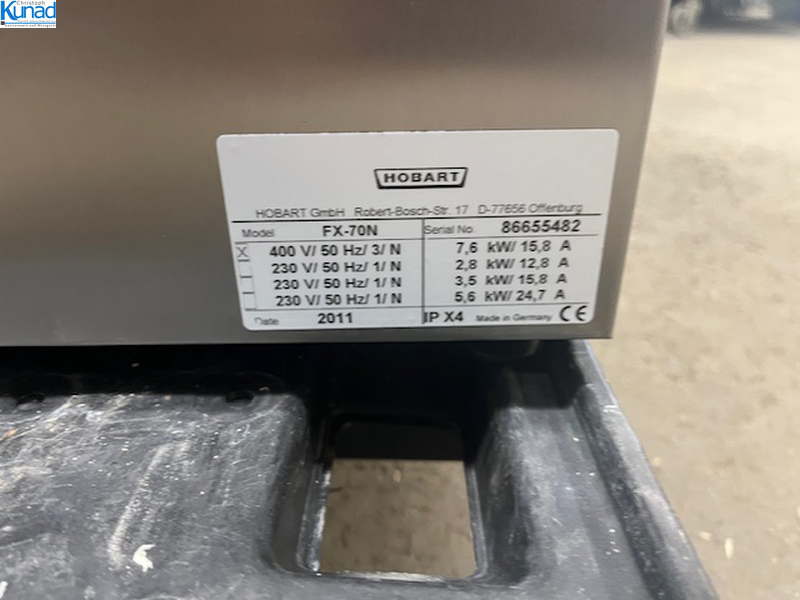 Christoph
Kunad
HOBART
HOBART GmbH Robert-Bosch-Str. 17 D-77656 Offenburg
Model FX-70N Serial No. 86655482
X 400 V/ 50 Hz/ 3/ N 7,6 kW/ 15,8 A
230 V/ 50 Hz/ 1/ N 2,8 kW/ 12,8 A
230 V/ 50 Hz/ 1/ N 3,5 kW/ 15,8 A
230 V/ 50 Hz/ 1/ N 5,6 kW/ 24,7 A
Date 2011 IP X4 Made in Germany CE